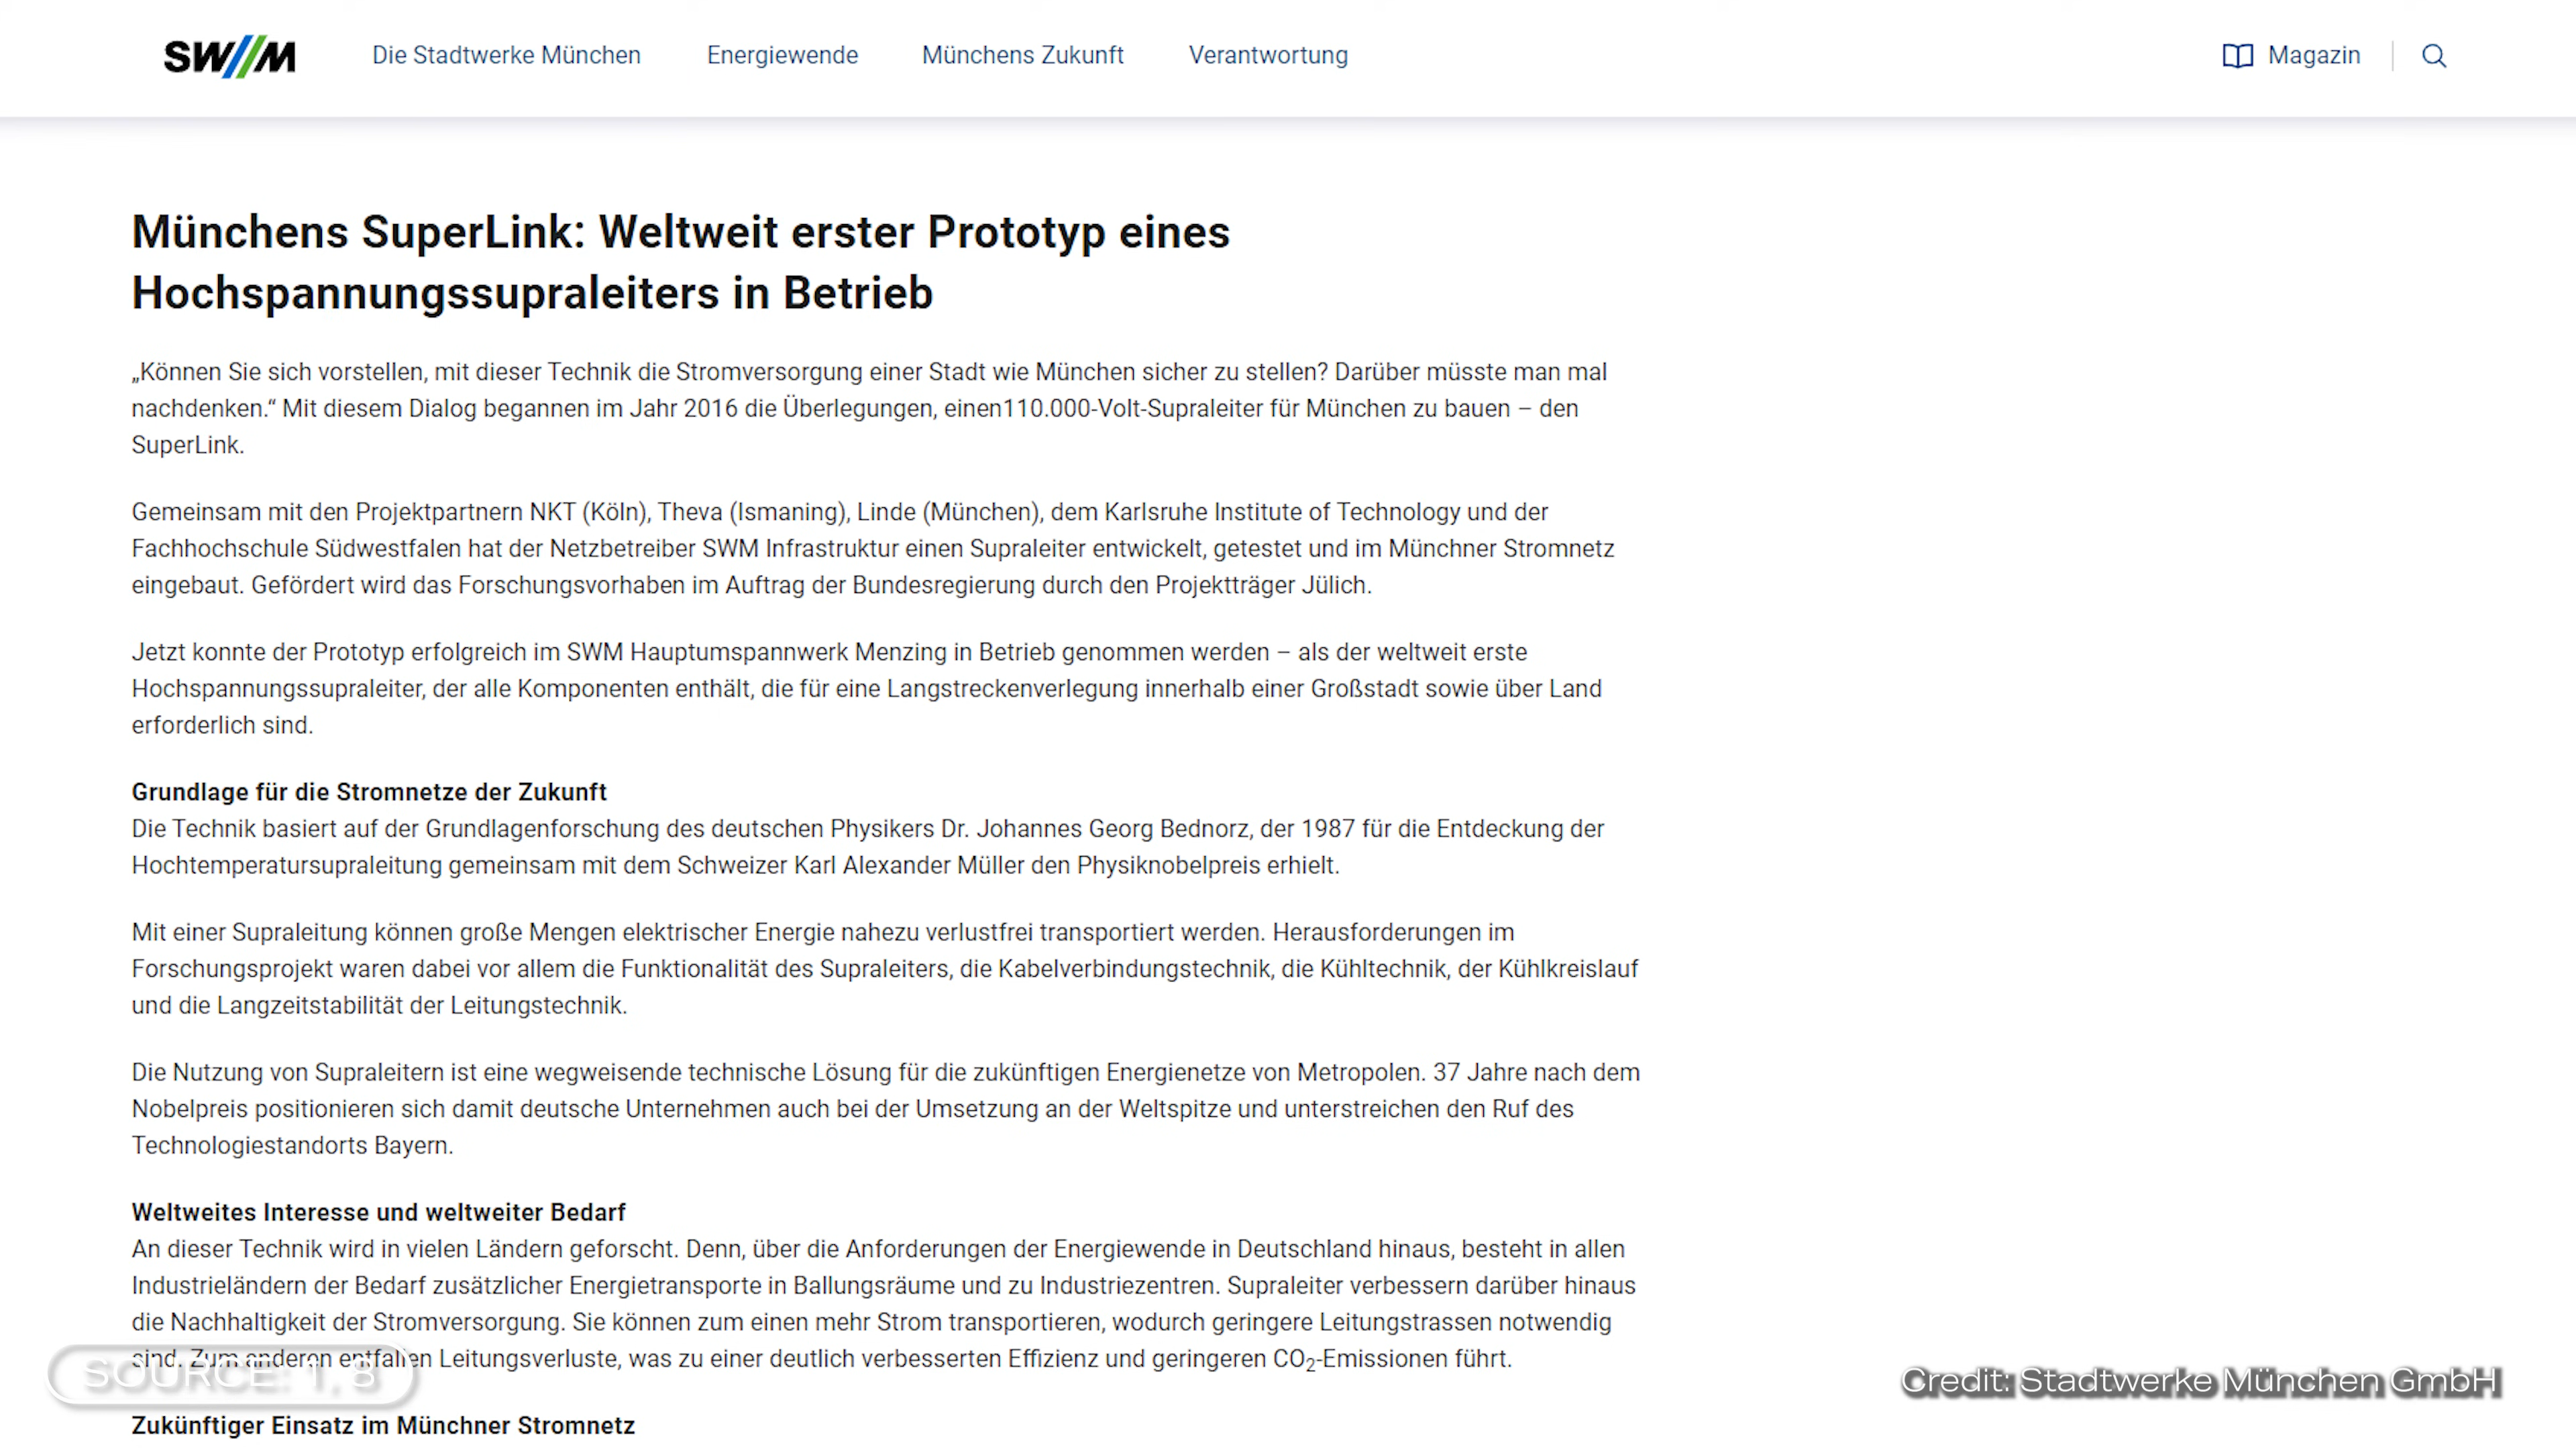 SWM Die Stadtwerke München Energiewende Münchens Zukunft Verantwortung Magazin
Münchens SuperLink: Weltweit erster Prototyp eines
Hochspannungssupraleiters in Betrieb
„Können Sie sich vorstellen, mit dieser Technik die Stromversorgung einer Stadt wie München sicher zu stellen? Darüber müsste man mal
nachdenken.“ Mit diesem Dialog begannen im Jahr 2016 die Überlegungen, einen110.000-Volt-Supraleiter für München zu bauen – den
SuperLink.
Gemeinsam mit den Projektpartnern NKT (Köln), Theva (Ismaning), Linde (München), dem Karlsruhe Institute of Technology und der
Fachhochschule Südwestfalen hat der Netzbetreiber SWM Infrastruktur einen Supraleiter entwickelt, getestet und im Münchner Stromnetz
eingebaut. Gefördert wird das Forschungsvorhaben im Auftrag der Bundesregierung durch den Projektträger Jülich.
Jetzt konnte der Prototyp erfolgreich im SWM Hauptumspannwerk Menzing in Betrieb genommen werden – als der weltweit erste
Hochspannungssupraleiter, der alle Komponenten enthält, die für eine Langstreckenverlegung innerhalb einer Großstadt sowie über Land
erforderlich sind.
Grundlage für die Stromnetze der Zukunft
Die Technik basiert auf der Grundlagenforschung des deutschen Physikers Dr. Johannes Georg Bednorz, der 1987 für die Entdeckung der
Hochtemperatursupraleitung gemeinsam mit dem Schweizer Karl Alexander Müller den Physiknobelpreis erhielt.
Mit einer Supraleitung können große Mengen elektrischer Energie nahezu verlustfrei transportiert werden. Herausforderungen im
Forschungsprojekt waren dabei vor allem die Funktionalität des Supraleiters, die Kabelverbindungstechnik, die Kühltechnik, der Kühlkreislauf
und die Langzeitstabilität der Leitungstechnik.
Die Nutzung von Supraleitern ist eine wegweisende technische Lösung für die zukünftigen Energienetze von Metropolen. 37 Jahre nach dem
Nobelpreis positionieren sich damit deutsche Unternehmen auch bei der Umsetzung an der Weltspitze und unterstreichen den Ruf des
Technologiestandorts Bayern.
Weltweites Interesse und weltweiter Bedarf
An dieser Technik wird in vielen Ländern geforscht. Denn, über die Anforderungen der Energiewende in Deutschland hinaus, besteht in allen
Industrieländern der Bedarf zusätzlicher Energietransporte in Ballungsräume und zu Industriezentren. Supraleiter verbessern darüber hinaus
die Nachhaltigkeit der Stromversorgung. Sie können zum einen mehr Strom transportieren, wodurch geringere Leitungstrassen notwendig
sind. Zum anderen entfallen Leitungsverluste, was zu einer deutlich verbesserten Effizienz und geringeren CO₂-Emissionen führt.
SOURCE: 1, 8
Credit: Stadtwerke München GmbH
Zukünftiger Einsatz im Münchner Stromnetz